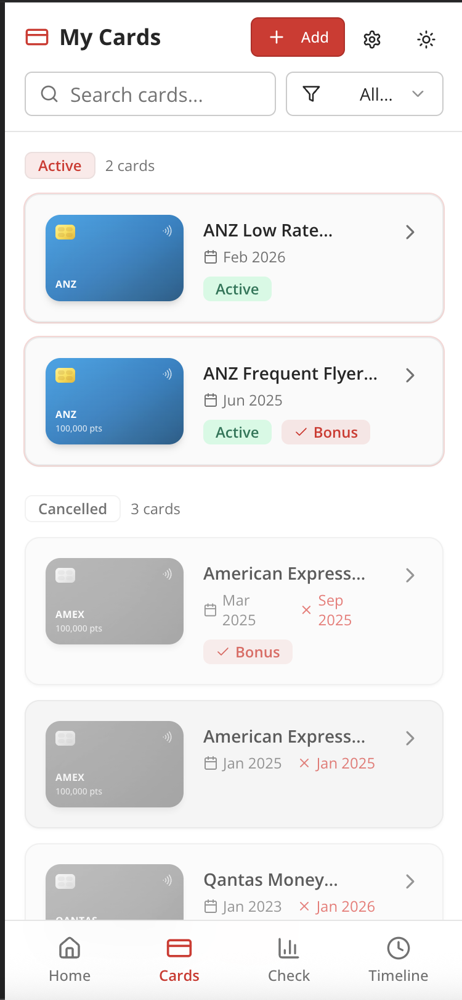 My Cards
Add
Search cards...
All...
Active
2 cards
ANZ
ANZ Low Rate...
Feb 2026
Active
ANZ
100,000 pts
ANZ Frequent Flyer...
Jun 2025
Active
Bonus
Cancelled
3 cards
AMEX
100,000 pts
American Express...
Mar 2025
Sep 2025
Bonus
AMEX
100,000 pts
American Express...
Jan 2025
Jan 2025
QANTAS
Qantas Money...
Jan 2023
Jan 2026
Home
Cards
Check
Timeline